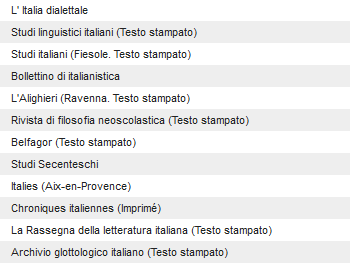 L' Italia dialettale
Studi linguistici italiani (Testo stampato)
Studi italiani (Fiesole. Testo stampato)
Bollettino di italianistica
L'Alighieri (Ravenna. Testo stampato)
Rivista di filosofia neoscolastica (Testo stampato)
Belfagor (Testo stampato)
Studi Secenteschi
Italies (Aix-en-Provence)
Chroniques italiennes (Imprimé)
La Rassegna della letteratura italiana (Testo stampato)
Archivio glottologico italiano (Testo stampato)